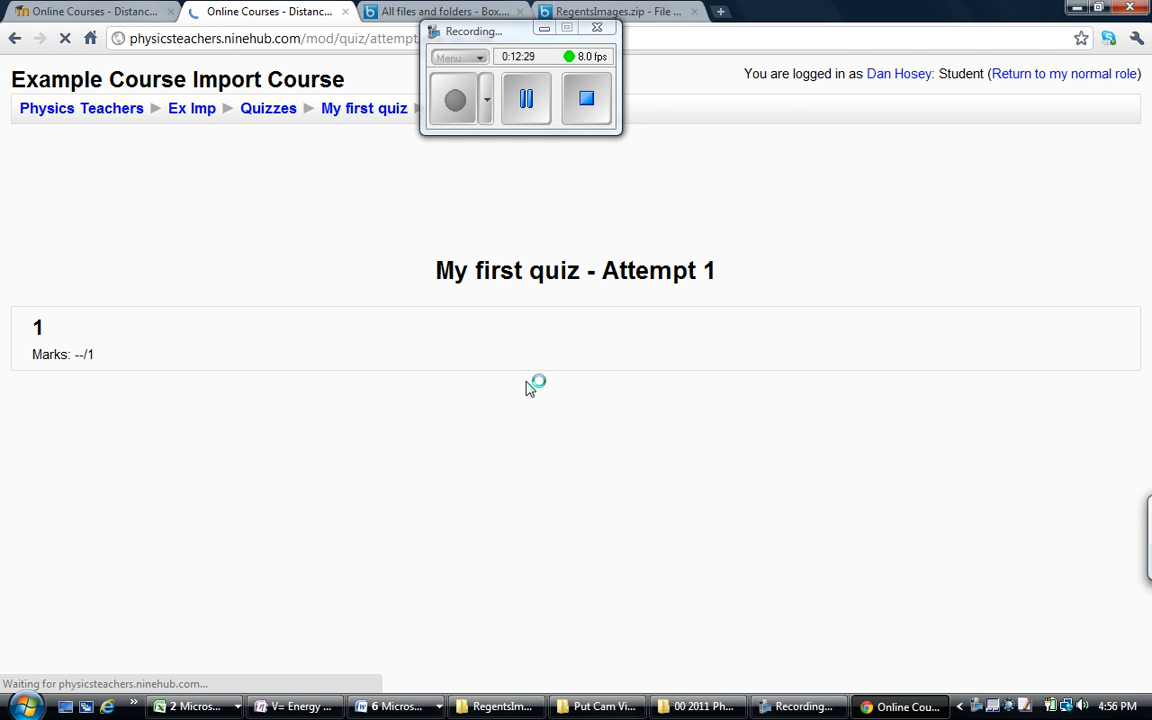 Online Courses - Distanc...
Online Courses - Distanc...
All files and folders - Box....
RegentsImages.zip - File ...
physicsteachers.ninehub.com/mod/quiz/attempt.
Recording...
Menu
0:12:29
8.0 fps
Example Course Import Course
You are logged in as Dan Hosey: Student (Return to my normal role)
Physics Teachers ► Ex Imp ► Quizzes ► My first quiz
My first quiz - Attempt 1
1
Marks: --/1
Waiting for physicsteachers.ninehub.com...
2 Micros...
V= Energy ...
6 Micros...
RegentsIm...
Put Cam Vi...
00 2011 Ph...
Recording...
Online Cou...
4:56 PM